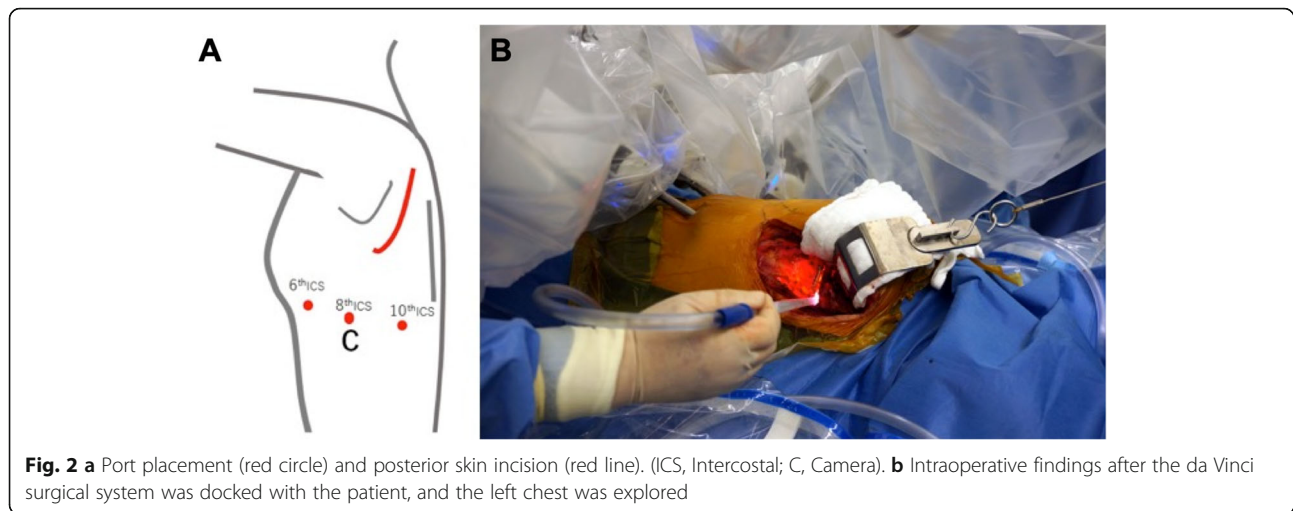 A
B
6thICS
8thICS
10thICS
C
Fig. 2 a Port placement (red circle) and posterior skin incision (red line). (ICS, Intercostal; C, Camera). b Intraoperative findings after the da Vinci
surgical system was docked with the patient, and the left chest was explored